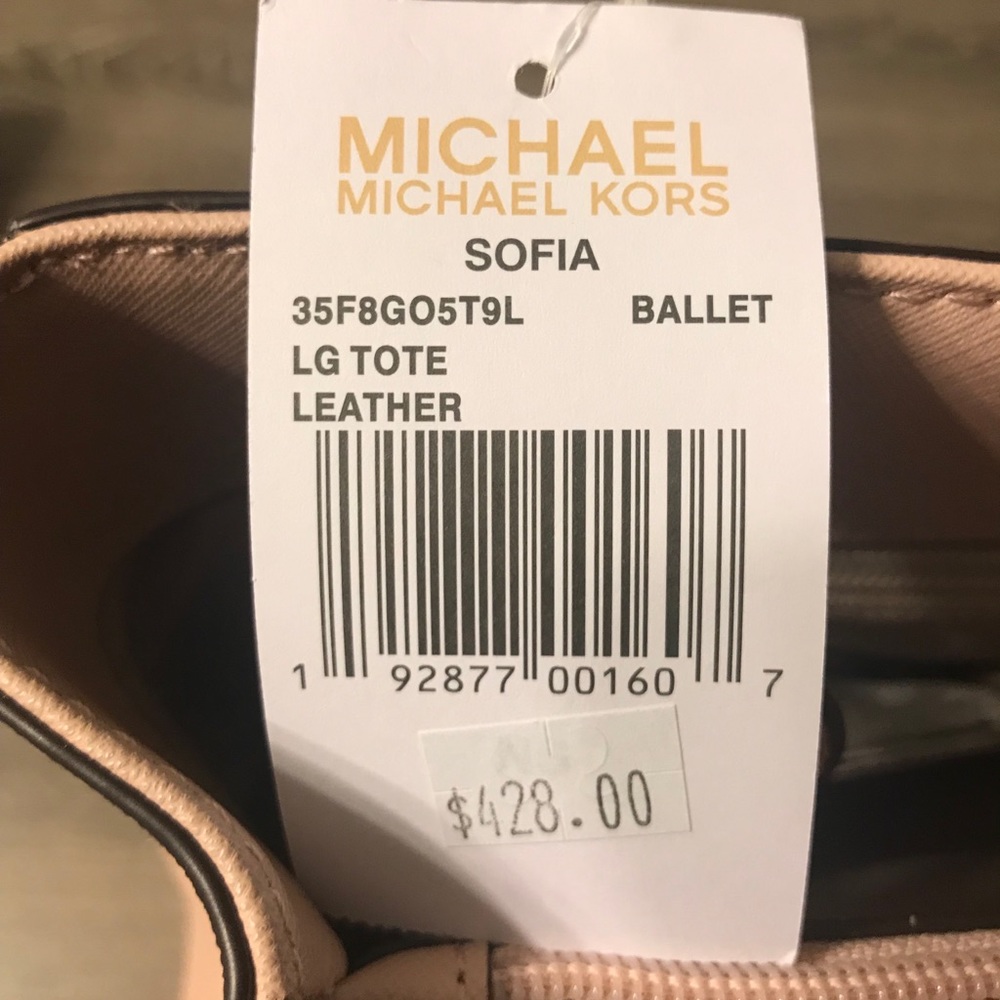 MICHAEL
MICHAEL KORS
SOFIA
35F8GO5T9L BALLET
LG TOTE
LEATHER
1 92877 00160 7
$428.00